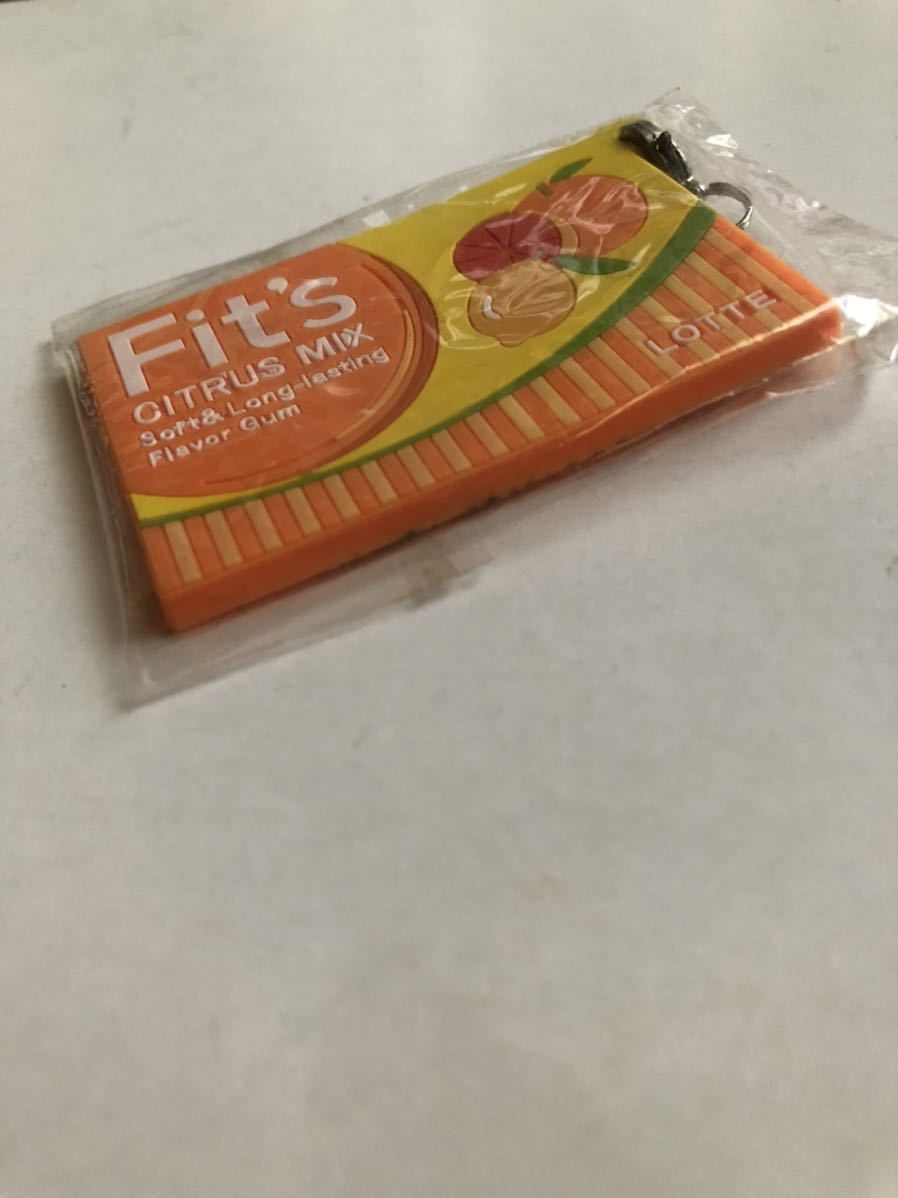 Fit's
CITRUS MIX
Soft& Long-lasting
Flavor Gum
LOTTE